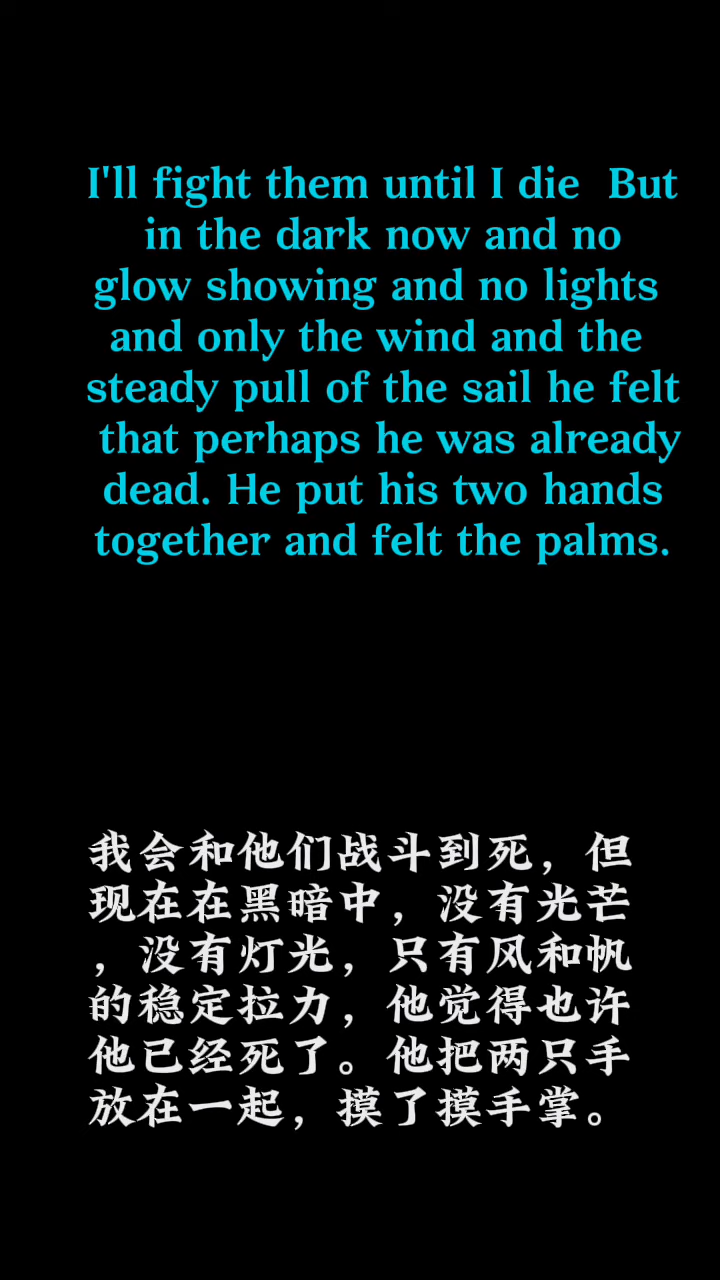 I'll fight them until I die But
in the dark now and no
glow showing and no lights
and only the wind and the
steady pull of the sail he felt
that perhaps he was already
dead. He put his two hands
together and felt the palms.
我会和他们战斗到死，但
现在在黑暗中，没有光芒
，没有灯光，只有风和帆
的稳定拉力，他觉得也许
他已经死了。他把两只手
放在一起，摸了摸手掌。